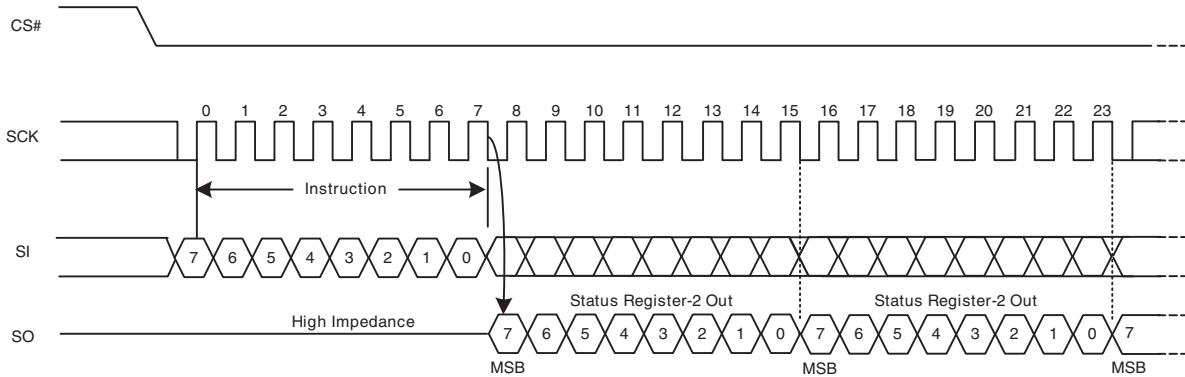 CS#
0 1 2 3 4 5 6 7 8 9 10 11 12 13 14 15 16 17 18 19 20 21 22 23
SCK
Instruction
SI
7 6 5 4 3 2 1 0
Status Register-2 Out Status Register-2 Out
High Impedance
SO
7 6 5 4 3 2 1 0 7 6 5 4 3 2 1 0 7
MSB MSB MSB